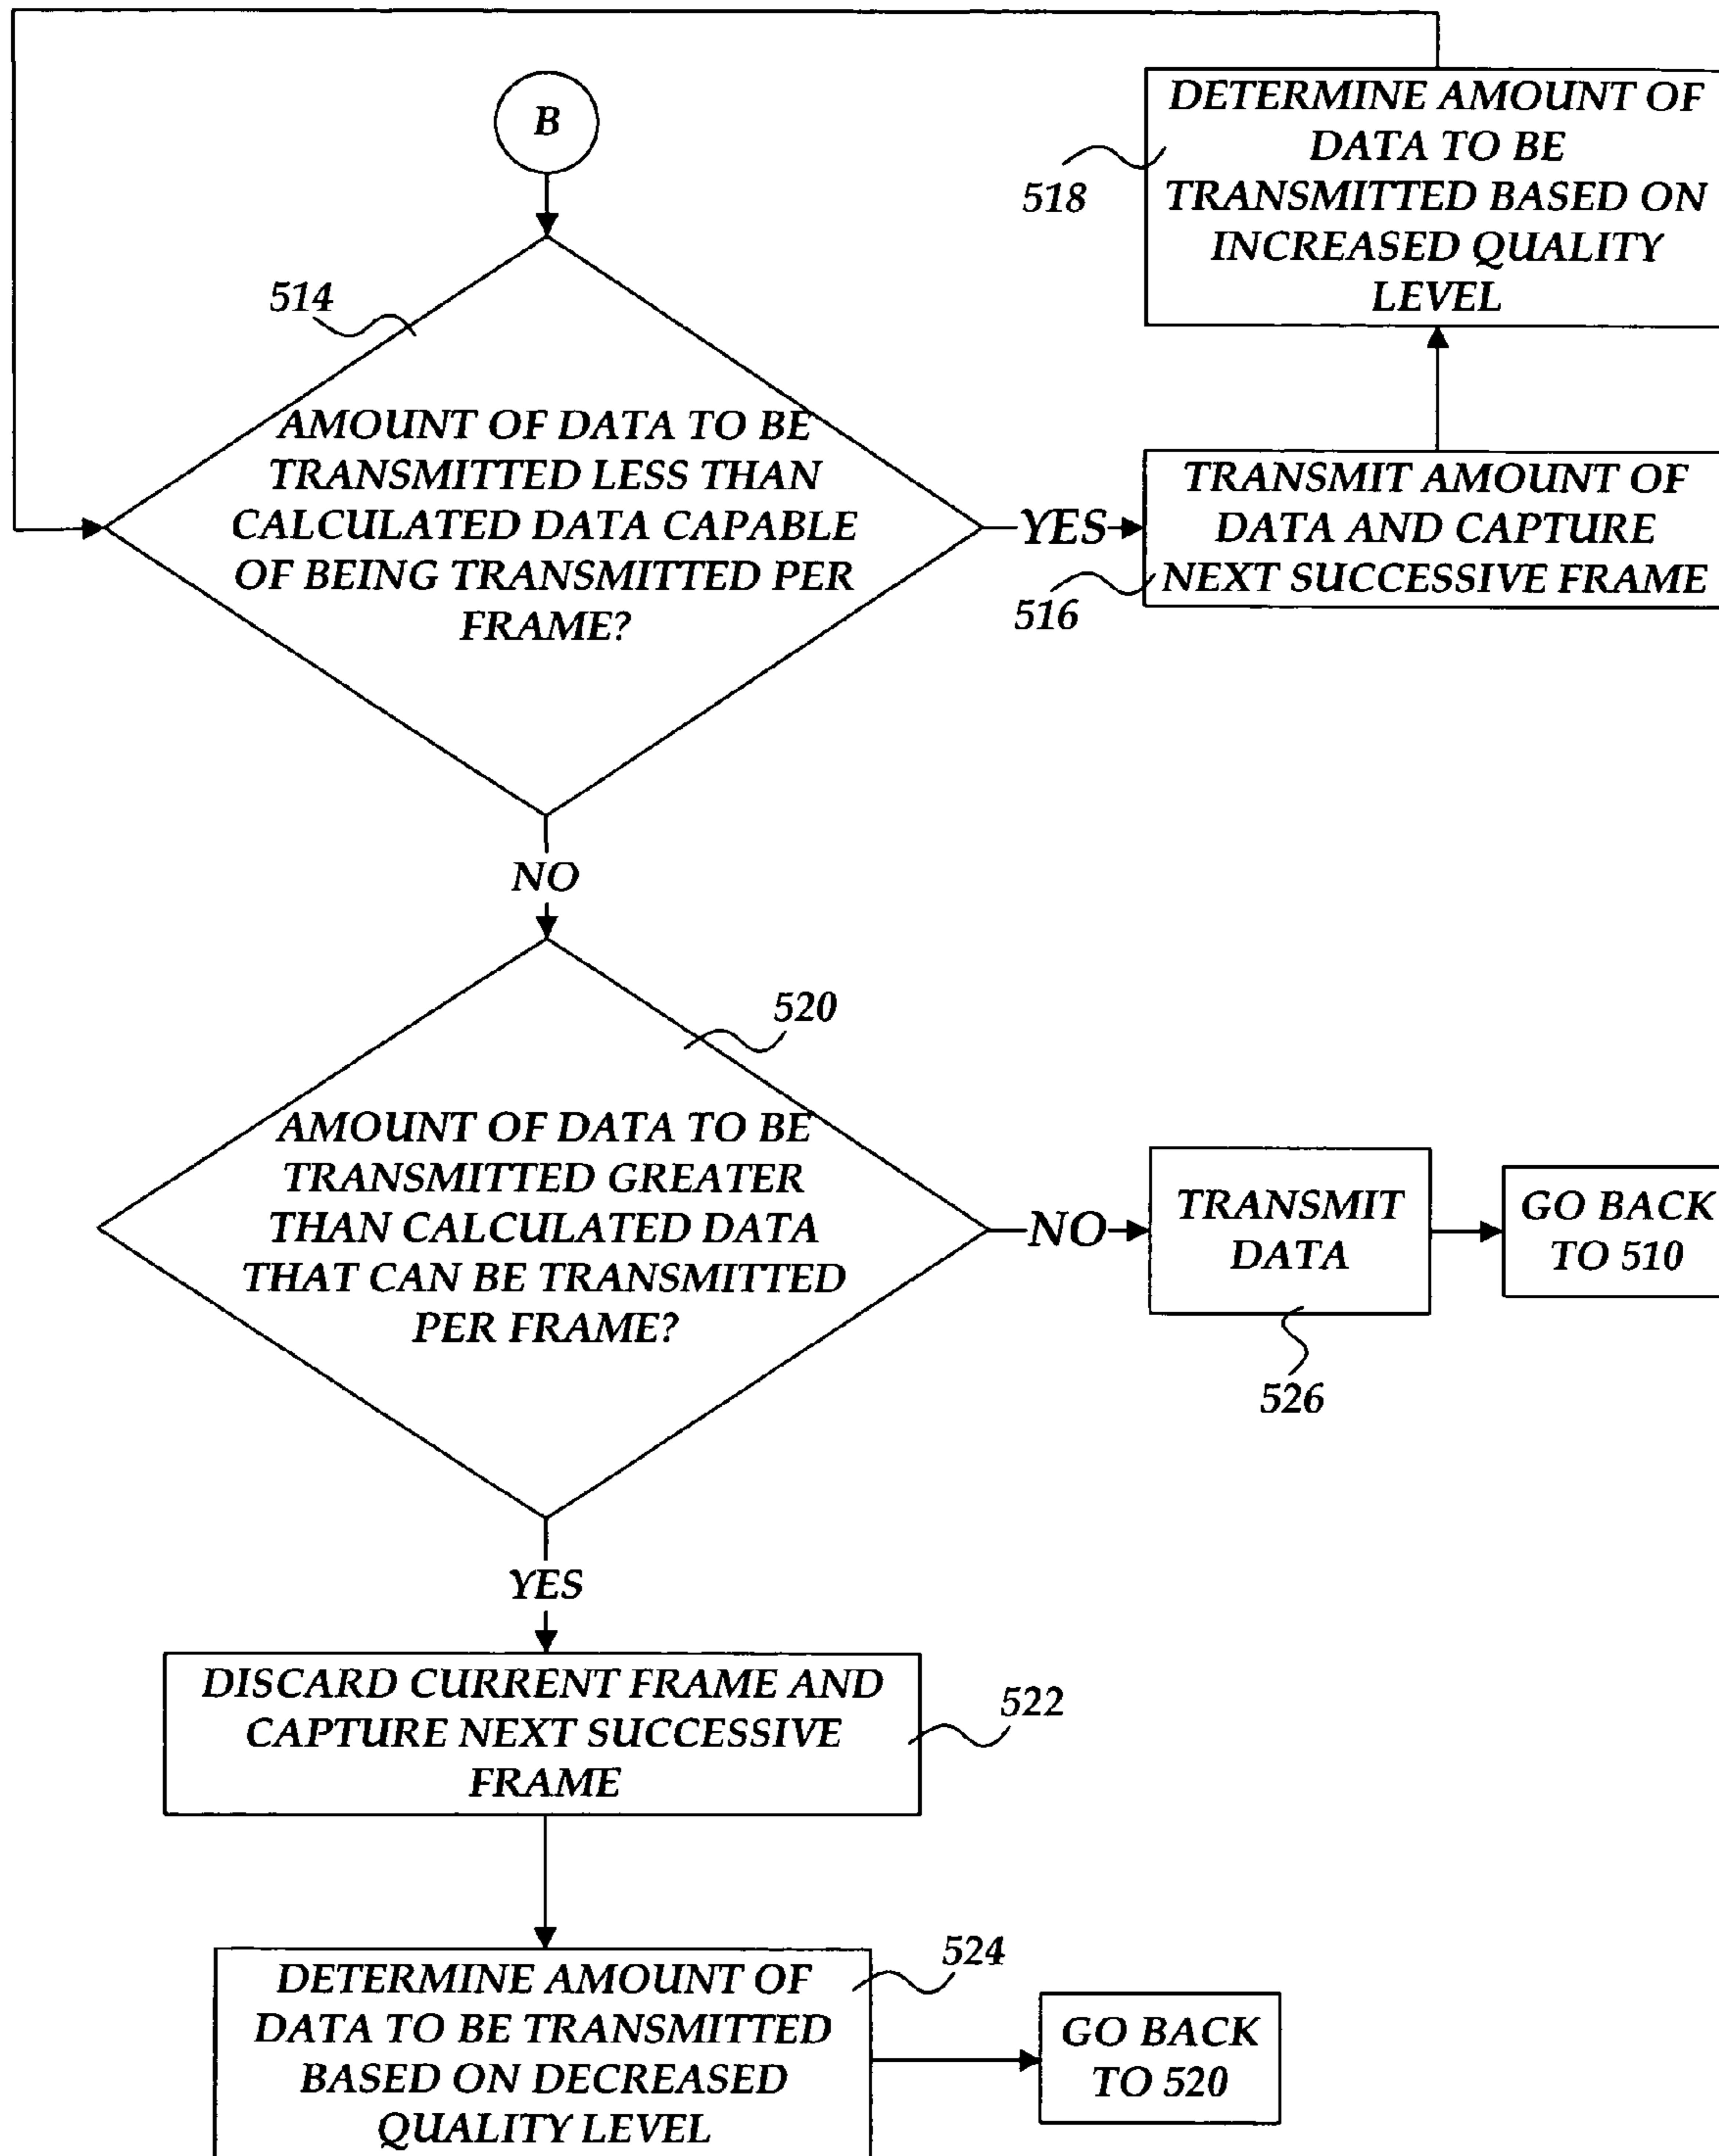 B
514
AMOUNT OF DATA TO BE
TRANSMITTED LESS THAN
CALCULATED DATA CAPABLE
OF BEING TRANSMITTED PER
FRAME?
YES
516
TRANSMIT AMOUNT OF
DATA AND CAPTURE
NEXT SUCCESSIVE FRAME
518
DETERMINE AMOUNT OF
DATA TO BE
TRANSMITTED BASED ON
INCREASED QUALITY
LEVEL
NO
520
AMOUNT OF DATA TO BE
TRANSMITTED GREATER
THAN CALCULATED DATA
THAT CAN BE TRANSMITTED
PER FRAME?
NO
TRANSMIT
DATA
526
GO BACK
TO 510
YES
DISCARD CURRENT FRAME AND
CAPTURE NEXT SUCCESSIVE
FRAME
522
DETERMINE AMOUNT OF
DATA TO BE TRANSMITTED
BASED ON DECREASED
QUALITY LEVEL
524
GO BACK
TO 520